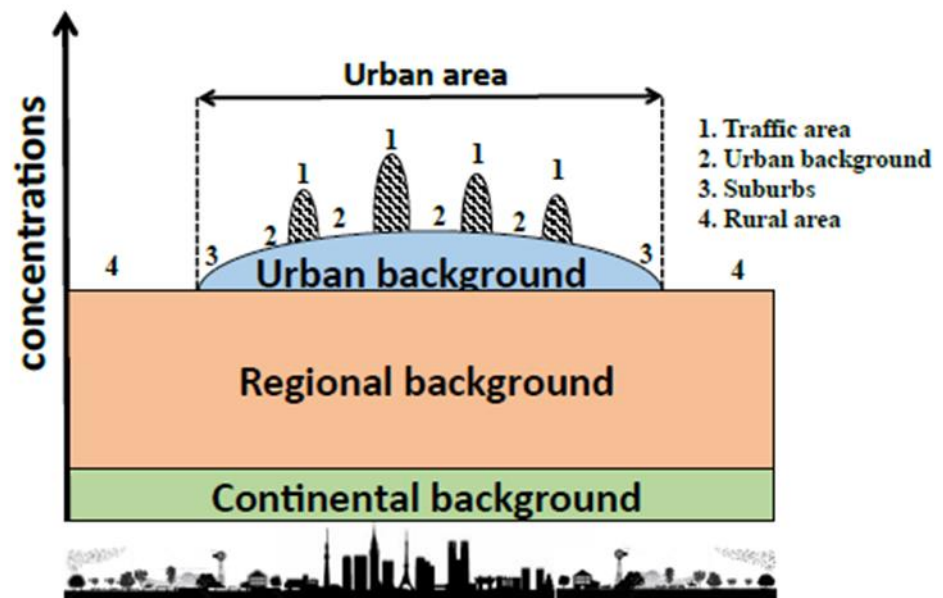 Urban area
concentrations
1. Traffic area
2. Urban background
3. Suburbs
4. Rural area
1
1
1
1
2
2
2
2
3
3
4
4
Urban background
Regional background
Continental background